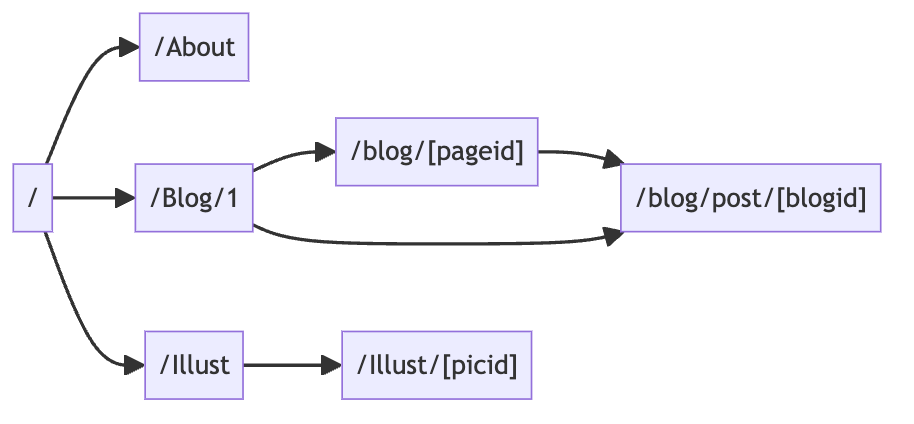 /About
/blog/[pageid]
/
/Blog/1
/blog/post/[blogid]
/Illust
/Illust/[picid]